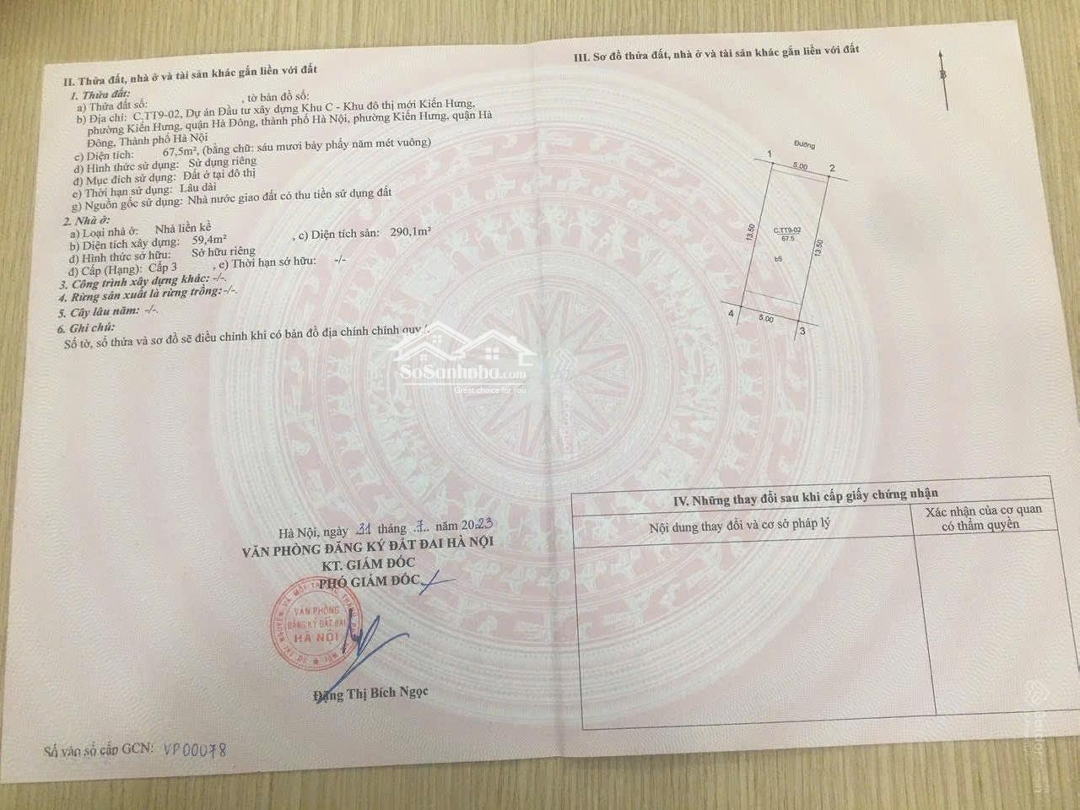 II. Thửa đất, nhà ở và tài sản khác gắn liền với đất
1. Thửa đất:
a) Thửa đất số: , tờ bản đồ số:
b) Địa chỉ: C.TT9-02, Dự án Đầu tư xây dựng Khu C - Khu đô thị mới Kiến Hưng,
phường Kiến Hưng, quận Hà Đông, thành phố Hà Nội, phường Kiến Hưng, quận Hà
Đông, Thành phố Hà Nội
c) Diện tích: 67,5m², (bằng chữ: sáu mươi bảy phẩy năm mét vuông)
d) Hình thức sử dụng: Sử dụng riêng
đ) Mục đích sử dụng: Đất ở tại đô thị
e) Thời hạn sử dụng: Lâu dài
g) Nguồn gốc sử dụng: Nhà nước giao đất có thu tiền sử dụng đất
2. Nhà ở:
a) Loại nhà ở: Nhà liền kề
b) Diện tích xây dựng: 59,4m² , c) Diện tích sàn: 290,1m²
d) Hình thức sở hữu: Sở hữu riêng
đ) Cấp (Hạng): Cấp 3 , e) Thời hạn sở hữu: -/-
3. Công trình xây dựng khác: -/-.
4. Rừng sản xuất là rừng trồng: -/-.
5. Cây lâu năm: -/-.
6. Ghi chú:
Số tờ, số thửa và sơ đồ sẽ điều chỉnh khi có bản đồ địa chính chính quy./.
SoSanhnha.com
Great choice for You
Hà Nội, ngày 31 tháng 7. năm 2023
VĂN PHÒNG ĐĂNG KÝ ĐẤT ĐAI HÀ NỘI
KT. GIÁM ĐỐC
PHÓ GIÁM ĐỐC
VĂN PHÒNG
ĐĂNG KÝ ĐẤT ĐAI
HÀ NỘI
Đặng Thị Bích Ngọc
Số vào sổ cấp GCN: VP00078
III. Sơ đồ thửa đất, nhà ở và tài sản khác gắn liền với đất
B
Đường
1
5.00
2
13.50
C.TT9-02
67.5
13.50
b5
4
5.00
3
IV. Những thay đổi sau khi cấp giấy chứng nhận
Nội dung thay đổi và cơ sở pháp lý
Xác nhận của cơ quan
có thẩm quyền